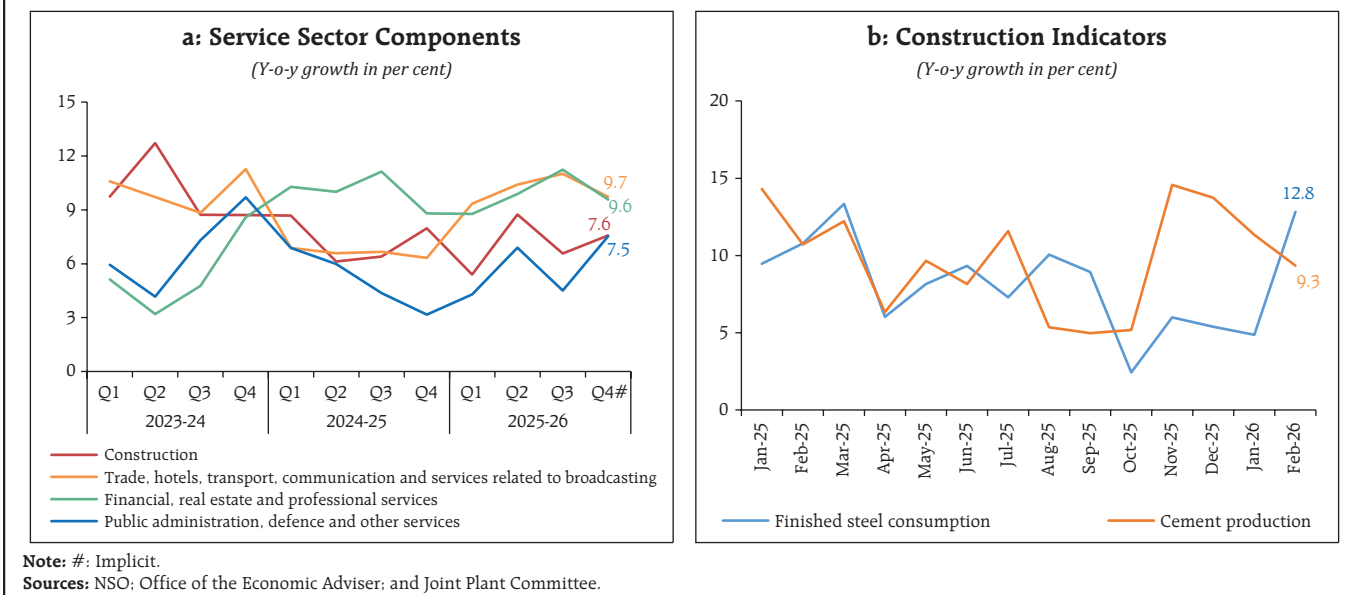 a: Service Sector Components
(Y-o-y growth in per cent)
15
12
9
6
3
0
9.7
9.6
7.6
7.5
Q1 Q2 Q3 Q4 Q1 Q2 Q3 Q4 Q1 Q2 Q3 Q4#
2023-24 2024-25 2025-26
Construction
Trade, hotels, transport, communication and services related to broadcasting
Financial, real estate and professional services
Public administration, defence and other services
b: Construction Indicators
(Y-o-y growth in per cent)
20
15
10
5
0
12.8
9.3
Jan-25
Feb-25
Mar-25
Apr-25
May-25
Jun-25
Jul-25
Aug-25
Sep-25
Oct-25
Nov-25
Dec-25
Jan-26
Feb-26
Finished steel consumption
Cement production
Note: #: Implicit.
Sources: NSO; Office of the Economic Adviser; and Joint Plant Committee.